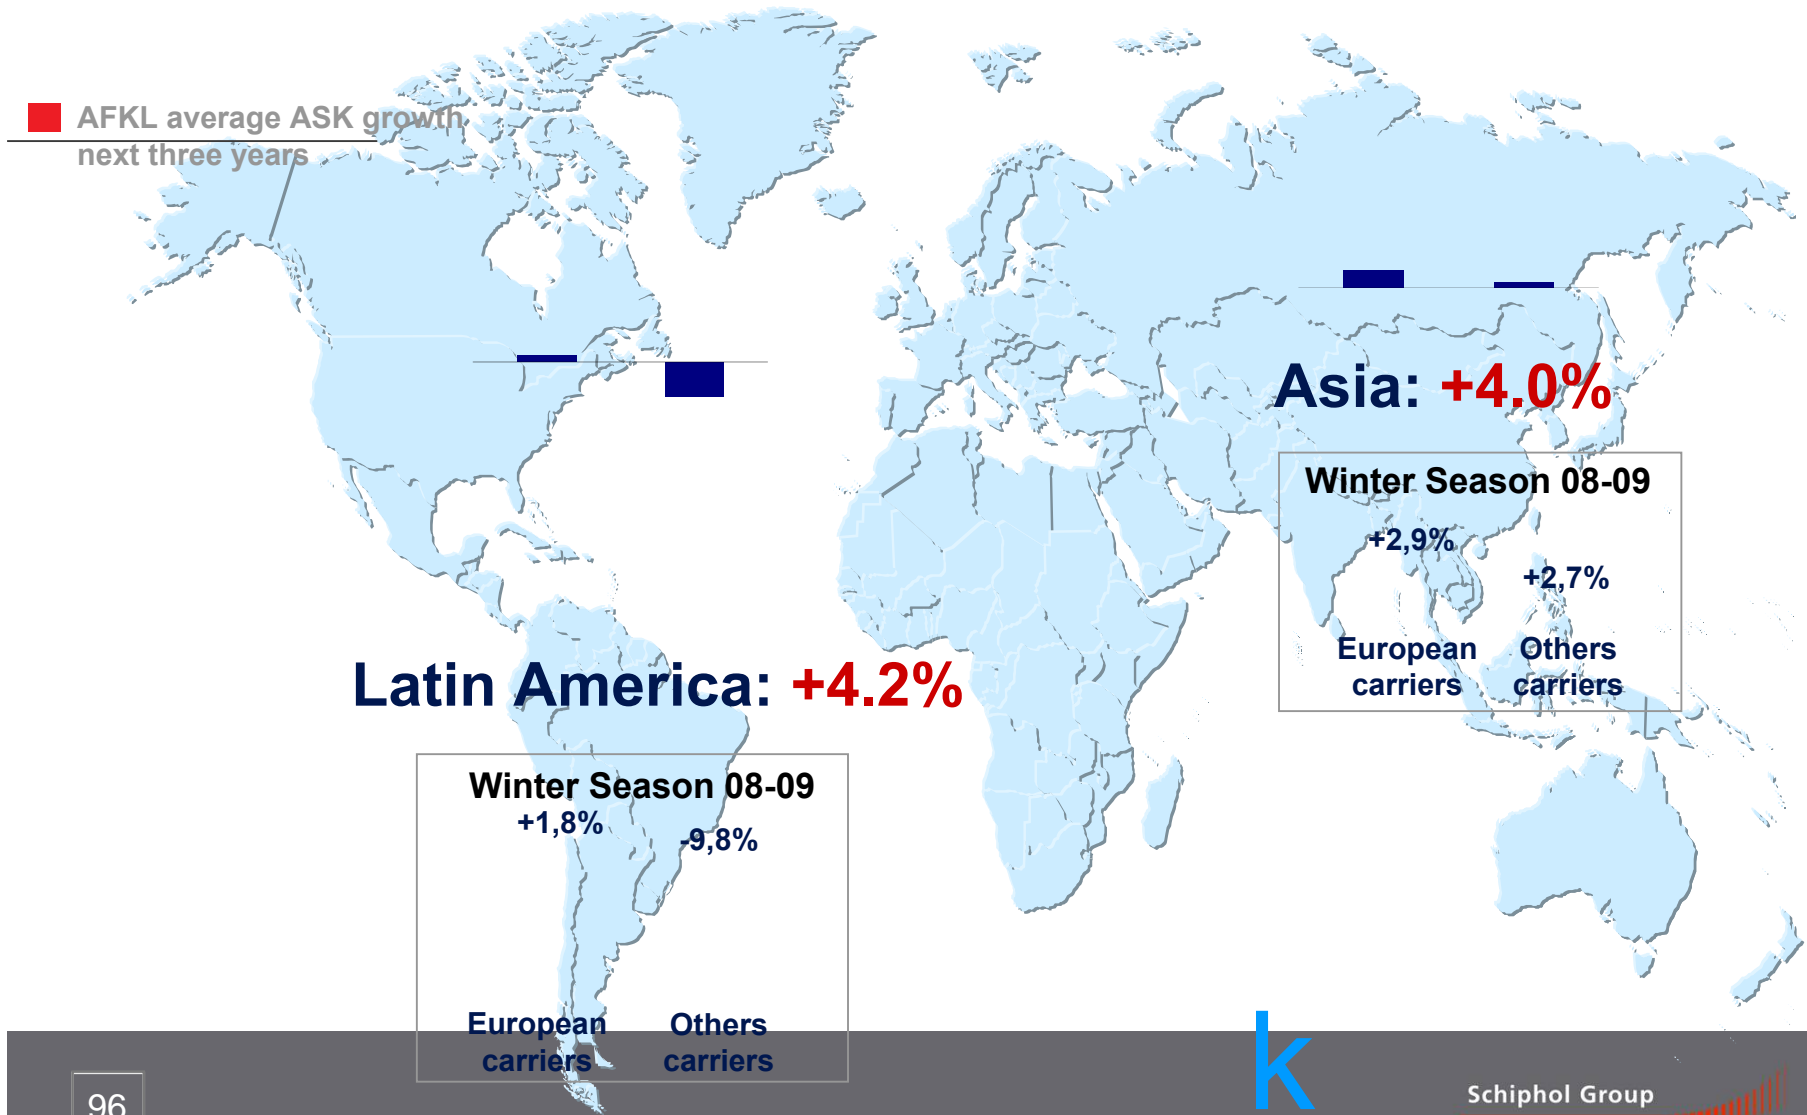 AFKL average ASK growth
next three years
Asia: +4.0%
Winter Season 08-09
+2,9%
+2,7%
European Others
carriers carriers
Latin America: +4.2%
Winter Season 08-09
+1,8%
-9,8%
European Others
carriers carriers
k
96
Schiphol Group